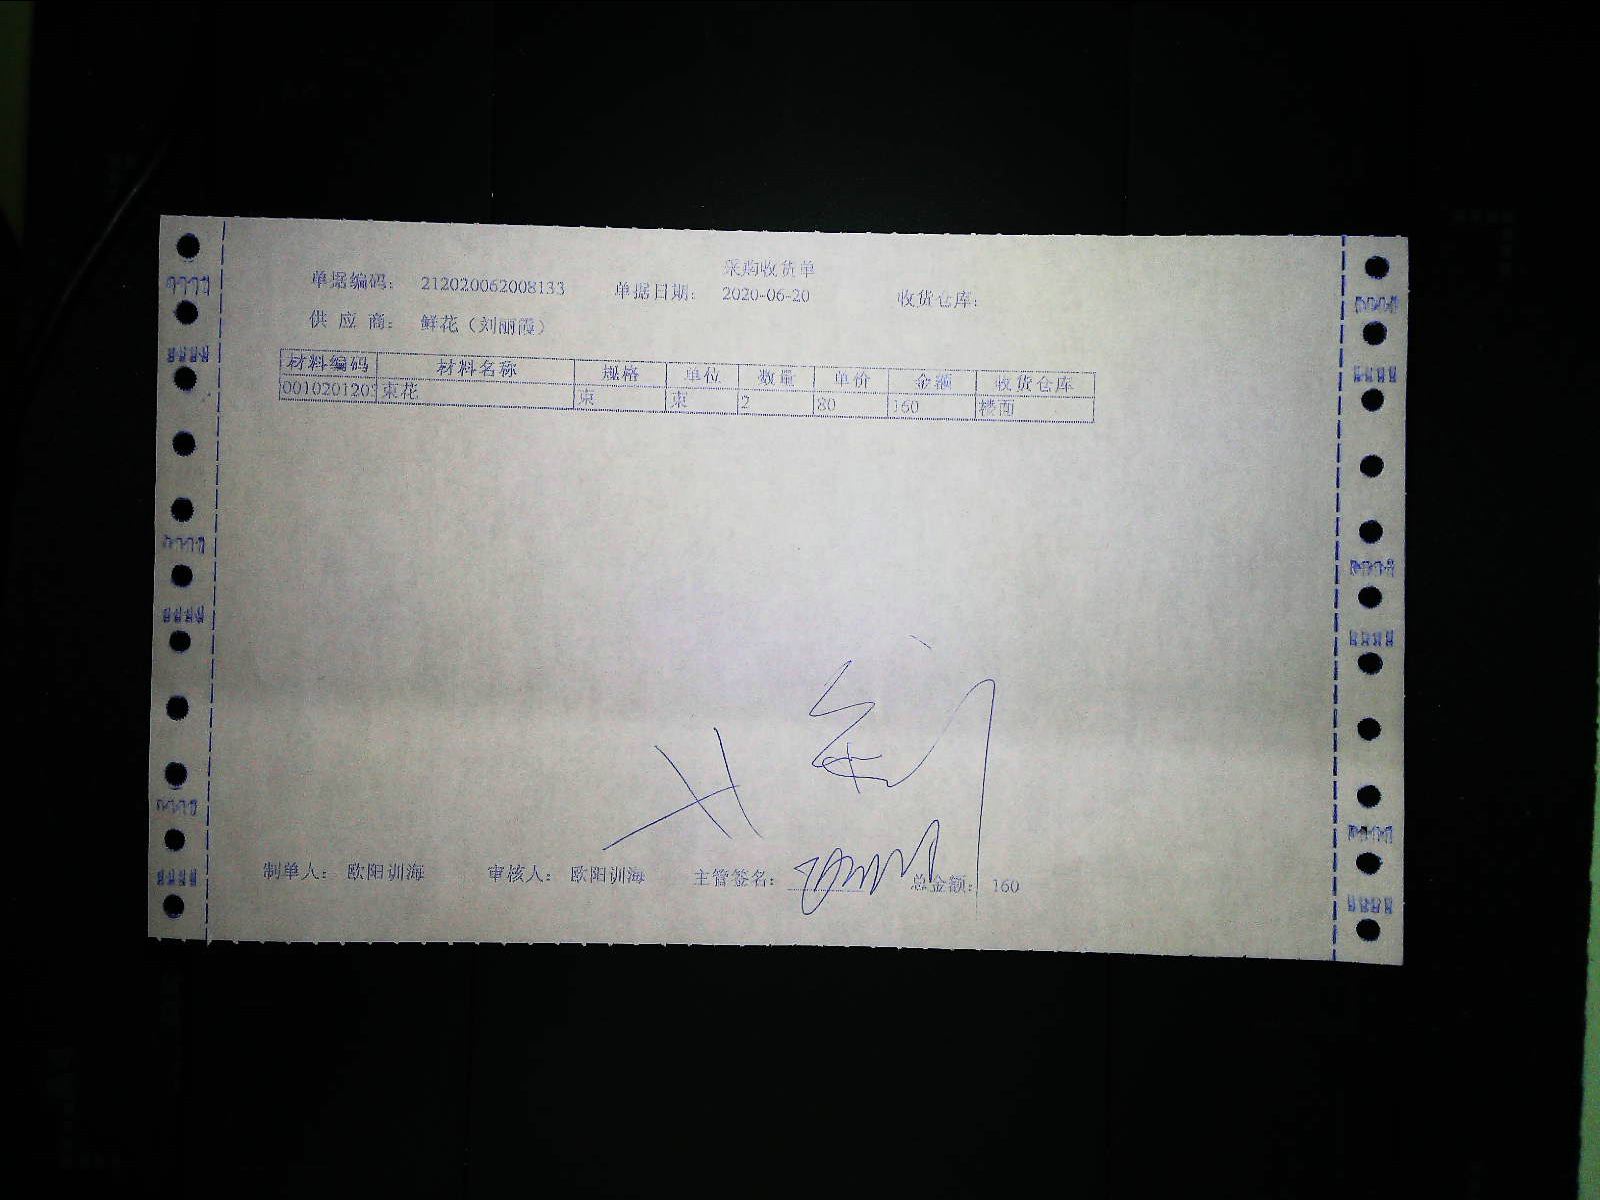 采购收货单
单据编码: 212020062008133 单据日期: 2020-06-20 收货仓库:
供 应 商: 鲜花（刘丽霞）
材料编码 材料名称 规格 单位 数量 单价 金额 收货仓库
001020120 束花 束 束 2 80 160 楼面
制单人: 欧阳训海 审核人: 欧阳训海 主管签名: 总金额: 160